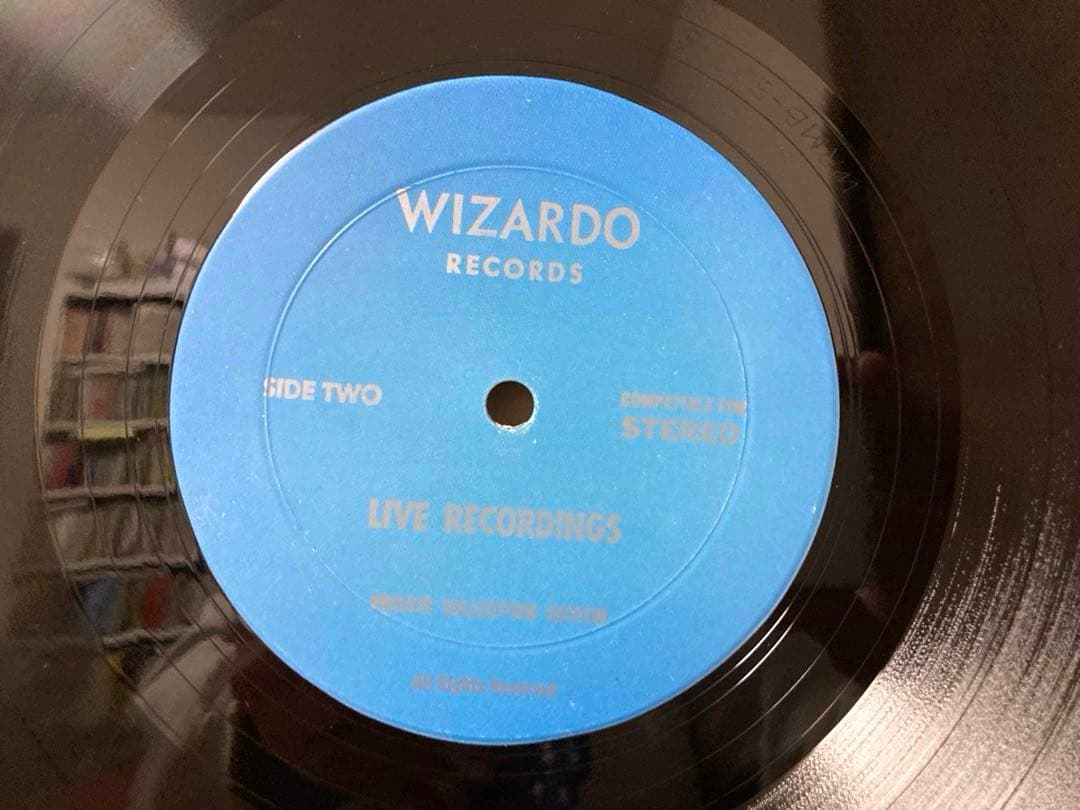 WIZARDO
RECORDS
SIDE TWO
COMPATIBLE FOR
STEREO
LIVE RECORDINGS
PRIVATE COLLECTORS EDITION
All Rights Reserved